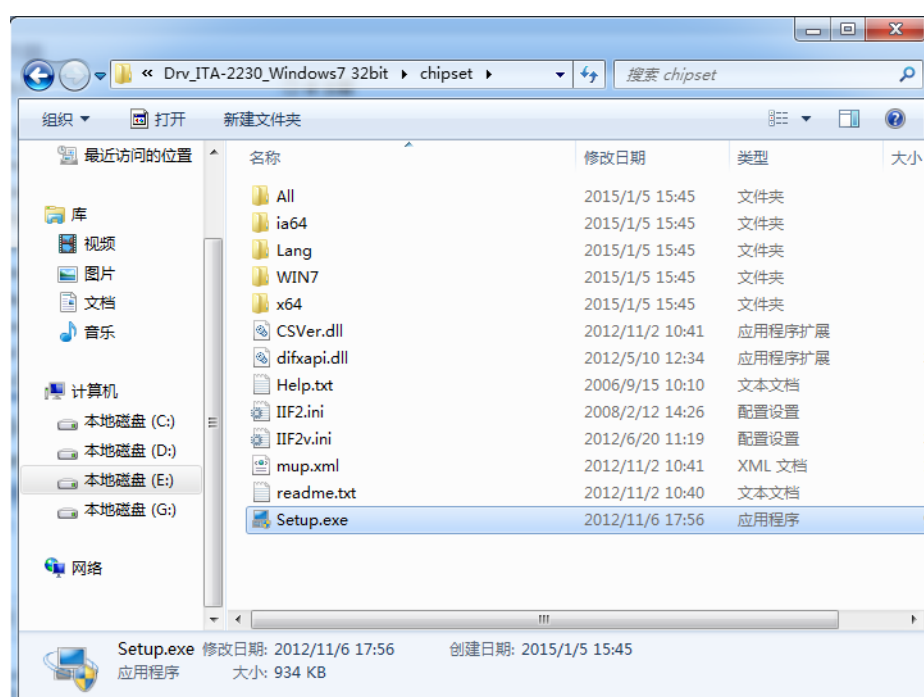 « Drv_ITA-2230_Windows7 32bit ▸ chipset ▸ 搜索 chipset
组织 ▼ 打开 新建文件夹
名称 修改日期 类型 大小
最近访问的位置
库
视频
图片
文档
音乐
计算机
本地磁盘 (C:)
本地磁盘 (D:)
本地磁盘 (E:)
本地磁盘 (G:)
网络
All 2015/1/5 15:45 文件夹
ia64 2015/1/5 15:45 文件夹
Lang 2015/1/5 15:45 文件夹
WIN7 2015/1/5 15:45 文件夹
x64 2015/1/5 15:45 文件夹
CSVer.dll 2012/11/2 10:41 应用程序扩展
difxapi.dll 2012/5/10 12:34 应用程序扩展
Help.txt 2006/9/15 10:10 文本文档
IIF2.ini 2008/2/12 14:26 配置设置
IIF2v.ini 2012/6/20 11:19 配置设置
mup.xml 2012/11/2 10:41 XML 文档
readme.txt 2012/11/2 10:40 文本文档
Setup.exe 2012/11/6 17:56 应用程序
Setup.exe 修改日期: 2012/11/6 17:56 创建日期: 2015/1/5 15:45
应用程序 大小: 934 KB